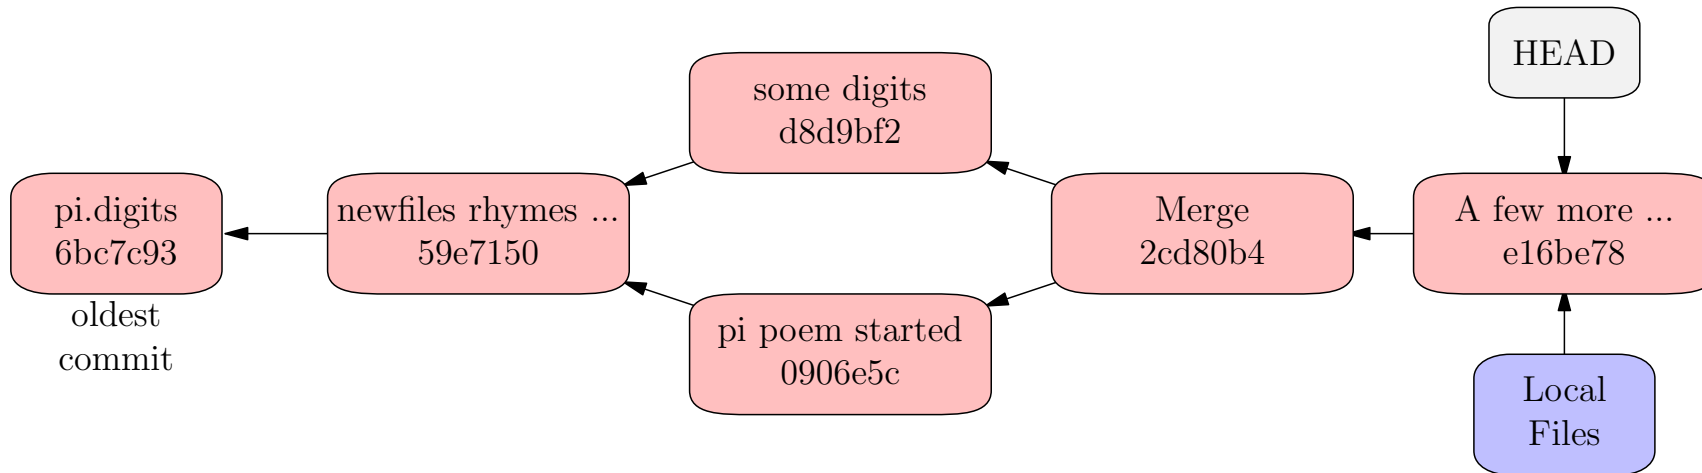 HEAD
some digits
d8d9bf2
pi.digits
6bc7c93
newfiles rhymes ...
59e7150
Merge
2cd80b4
A few more ...
e16be78
oldest
commit
pi poem started
0906e5c
Local
Files